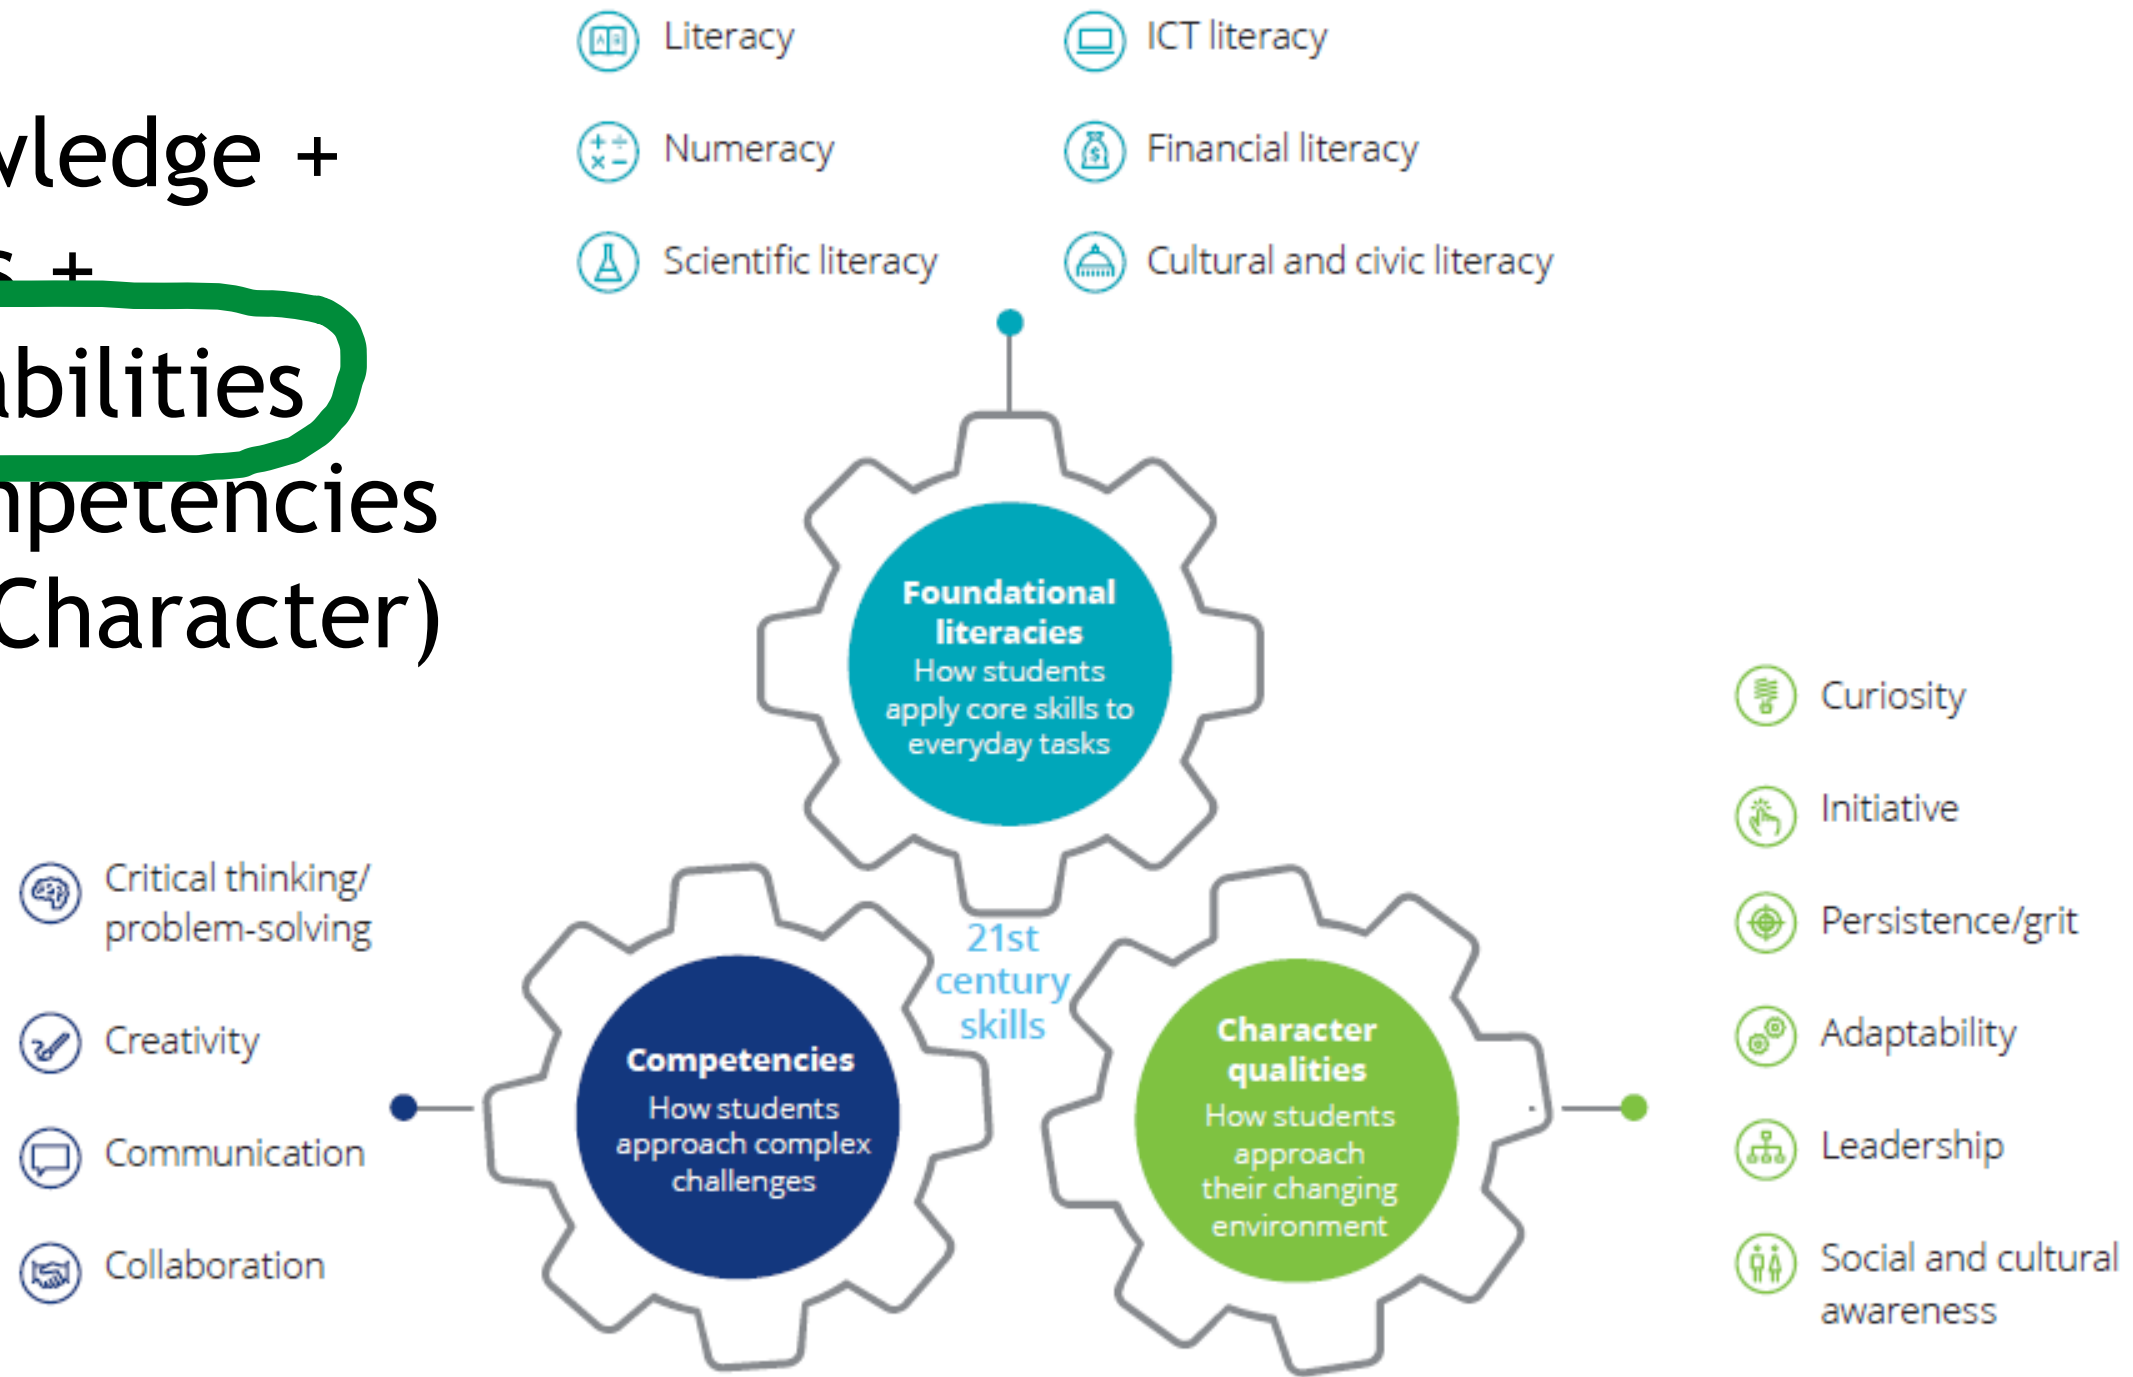 Literacy
ICT literacy
Numeracy
Financial literacy
Scientific literacy
Cultural and civic literacy
wledge +
s +
abilities
mpetencies
Character)
Foundational
literacies
How students
apply core skills to
everyday tasks
Critical thinking/
problem-solving
Creativity
Communication
Collaboration
Competencies
How students
approach complex
challenges
21st
century
skills
Character
qualities
How students
approach
their changing
environment
Curiosity
Initiative
Persistence/grit
Adaptability
Leadership
Social and cultural
awareness